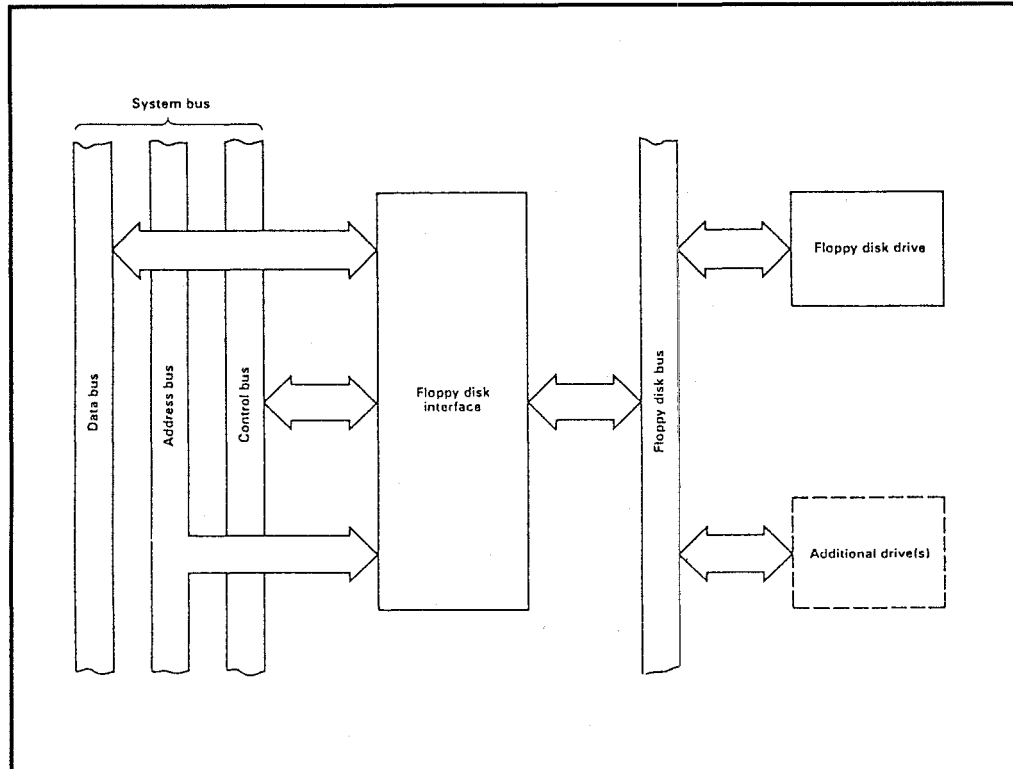 System bus
Data bus
Address bus
Control bus
Floppy disk
interface
Floppy disk bus
Floppy disk drive
Additional drive(s)